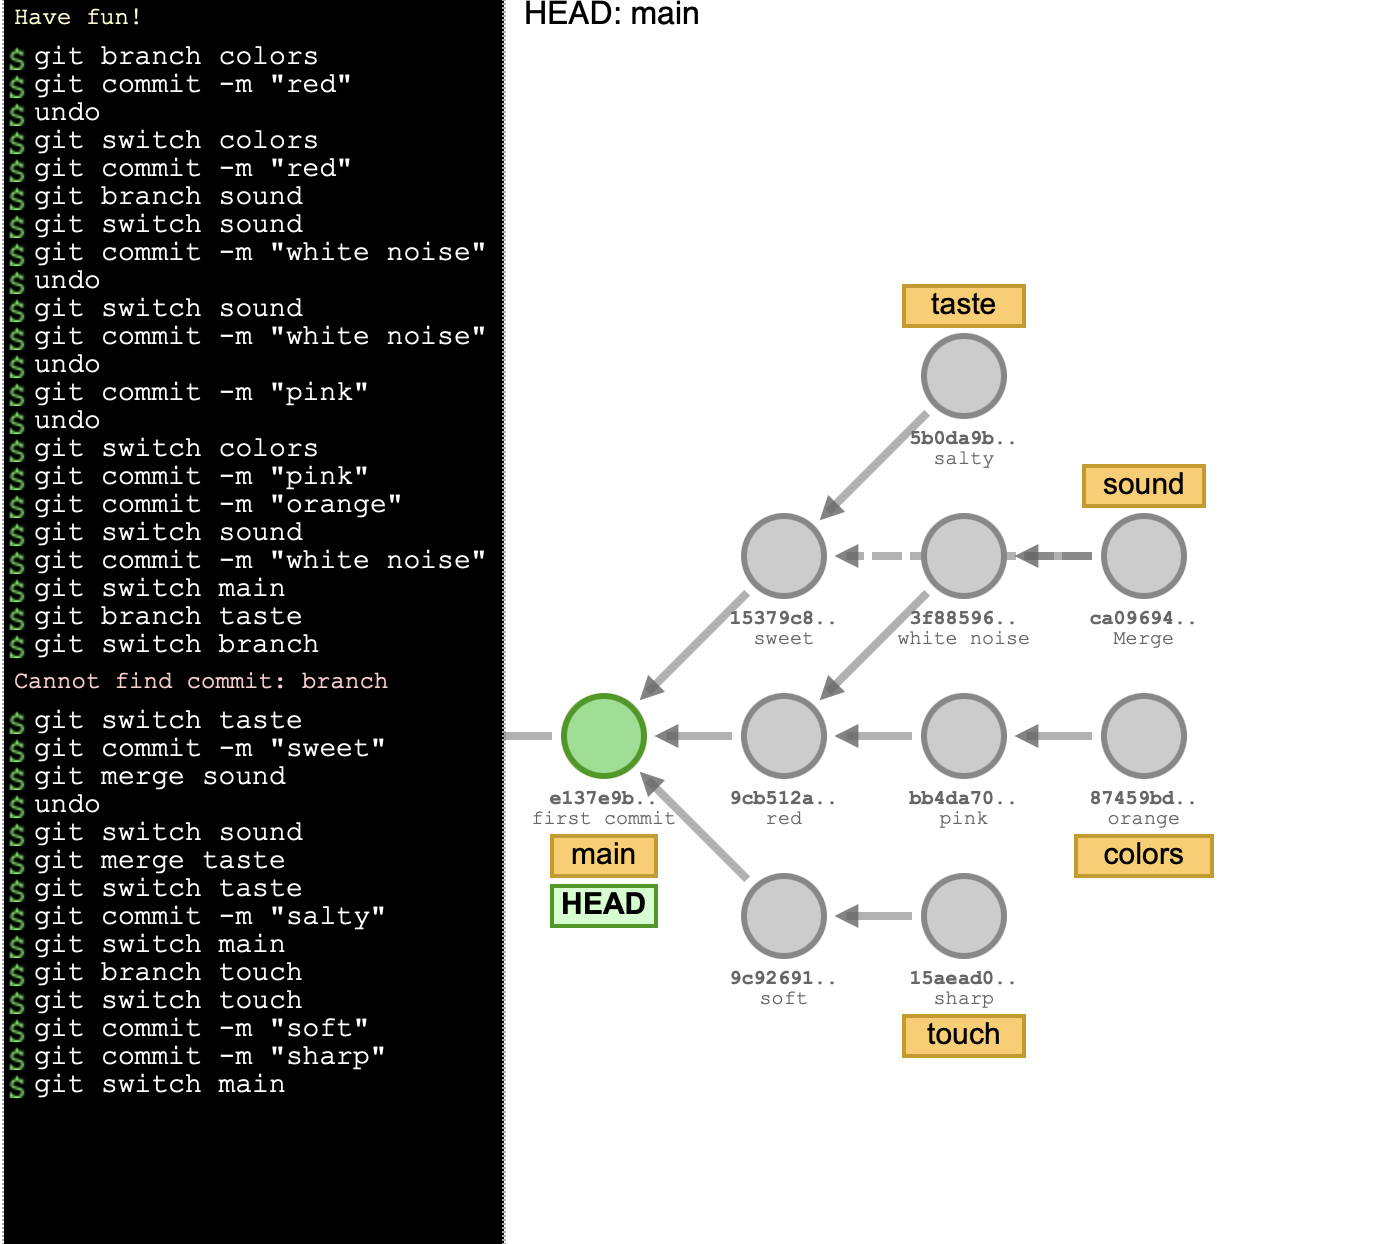 Have fun!
$ git branch colors
$ git commit -m "red"
$ undo
$ git switch colors
$ git commit -m "red"
$ git branch sound
$ git switch sound
$ git commit -m "white noise"
$ undo
$ git switch sound
$ git commit -m "white noise"
$ undo
$ git commit -m "pink"
$ undo
$ git switch colors
$ git commit -m "pink"
$ git commit -m "orange"
$ git switch sound
$ git commit -m "white noise"
$ git switch main
$ git branch taste
$ git switch branch
Cannot find commit: branch
$ git switch taste
$ git commit -m "sweet"
$ git merge sound
$ undo
$ git switch sound
$ git merge taste
$ git switch taste
$ git commit -m "salty"
$ git switch main
$ git branch touch
$ git switch touch
$ git commit -m "soft"
$ git commit -m "sharp"
$ git switch main
HEAD: main
taste
5b0da9b..
salty
sound
15379c8..
sweet
3f88596..
white noise
ca09694..
Merge
e137e9b..
first commit
main
HEAD
9cb512a..
red
bb4da70..
pink
87459bd..
orange
colors
9c92691..
soft
15aead0..
sharp
touch